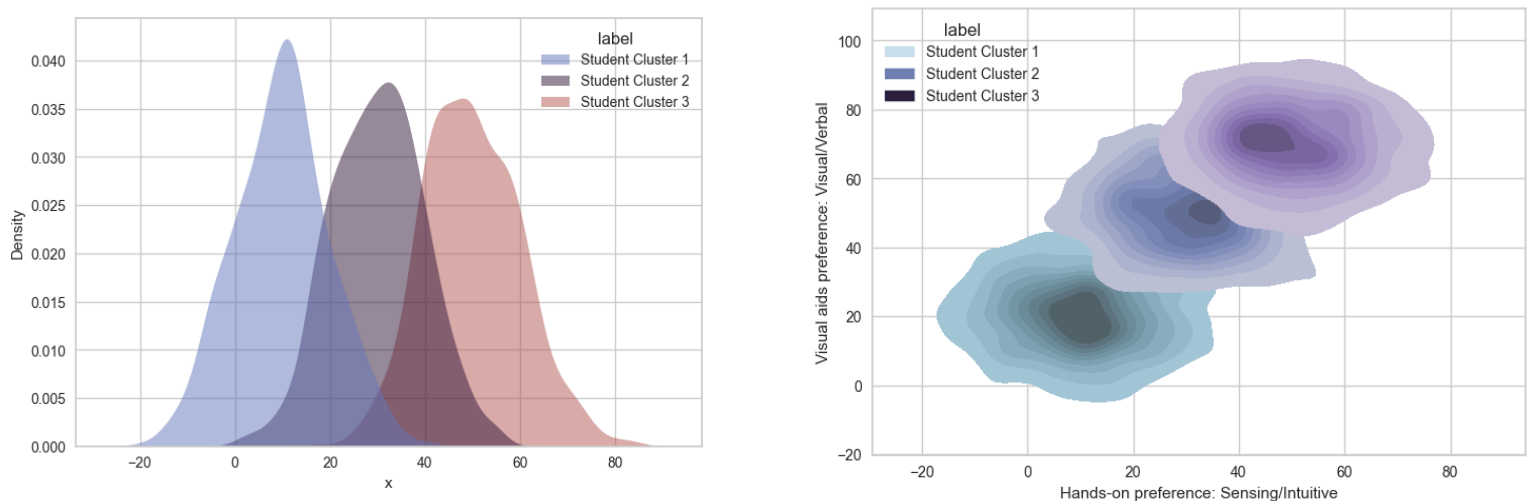 label
Student Cluster 1
Student Cluster 2
Student Cluster 3
0.040
0.035
0.030
0.025
0.020
0.015
0.010
0.005
0.000
Density
−20
0
20
40
60
80
x
label
Student Cluster 1
Student Cluster 2
Student Cluster 3
100
80
60
40
20
0
−20
Visual aids preference: Visual/Verbal
−20
0
20
40
60
80
Hands-on preference: Sensing/Intuitive